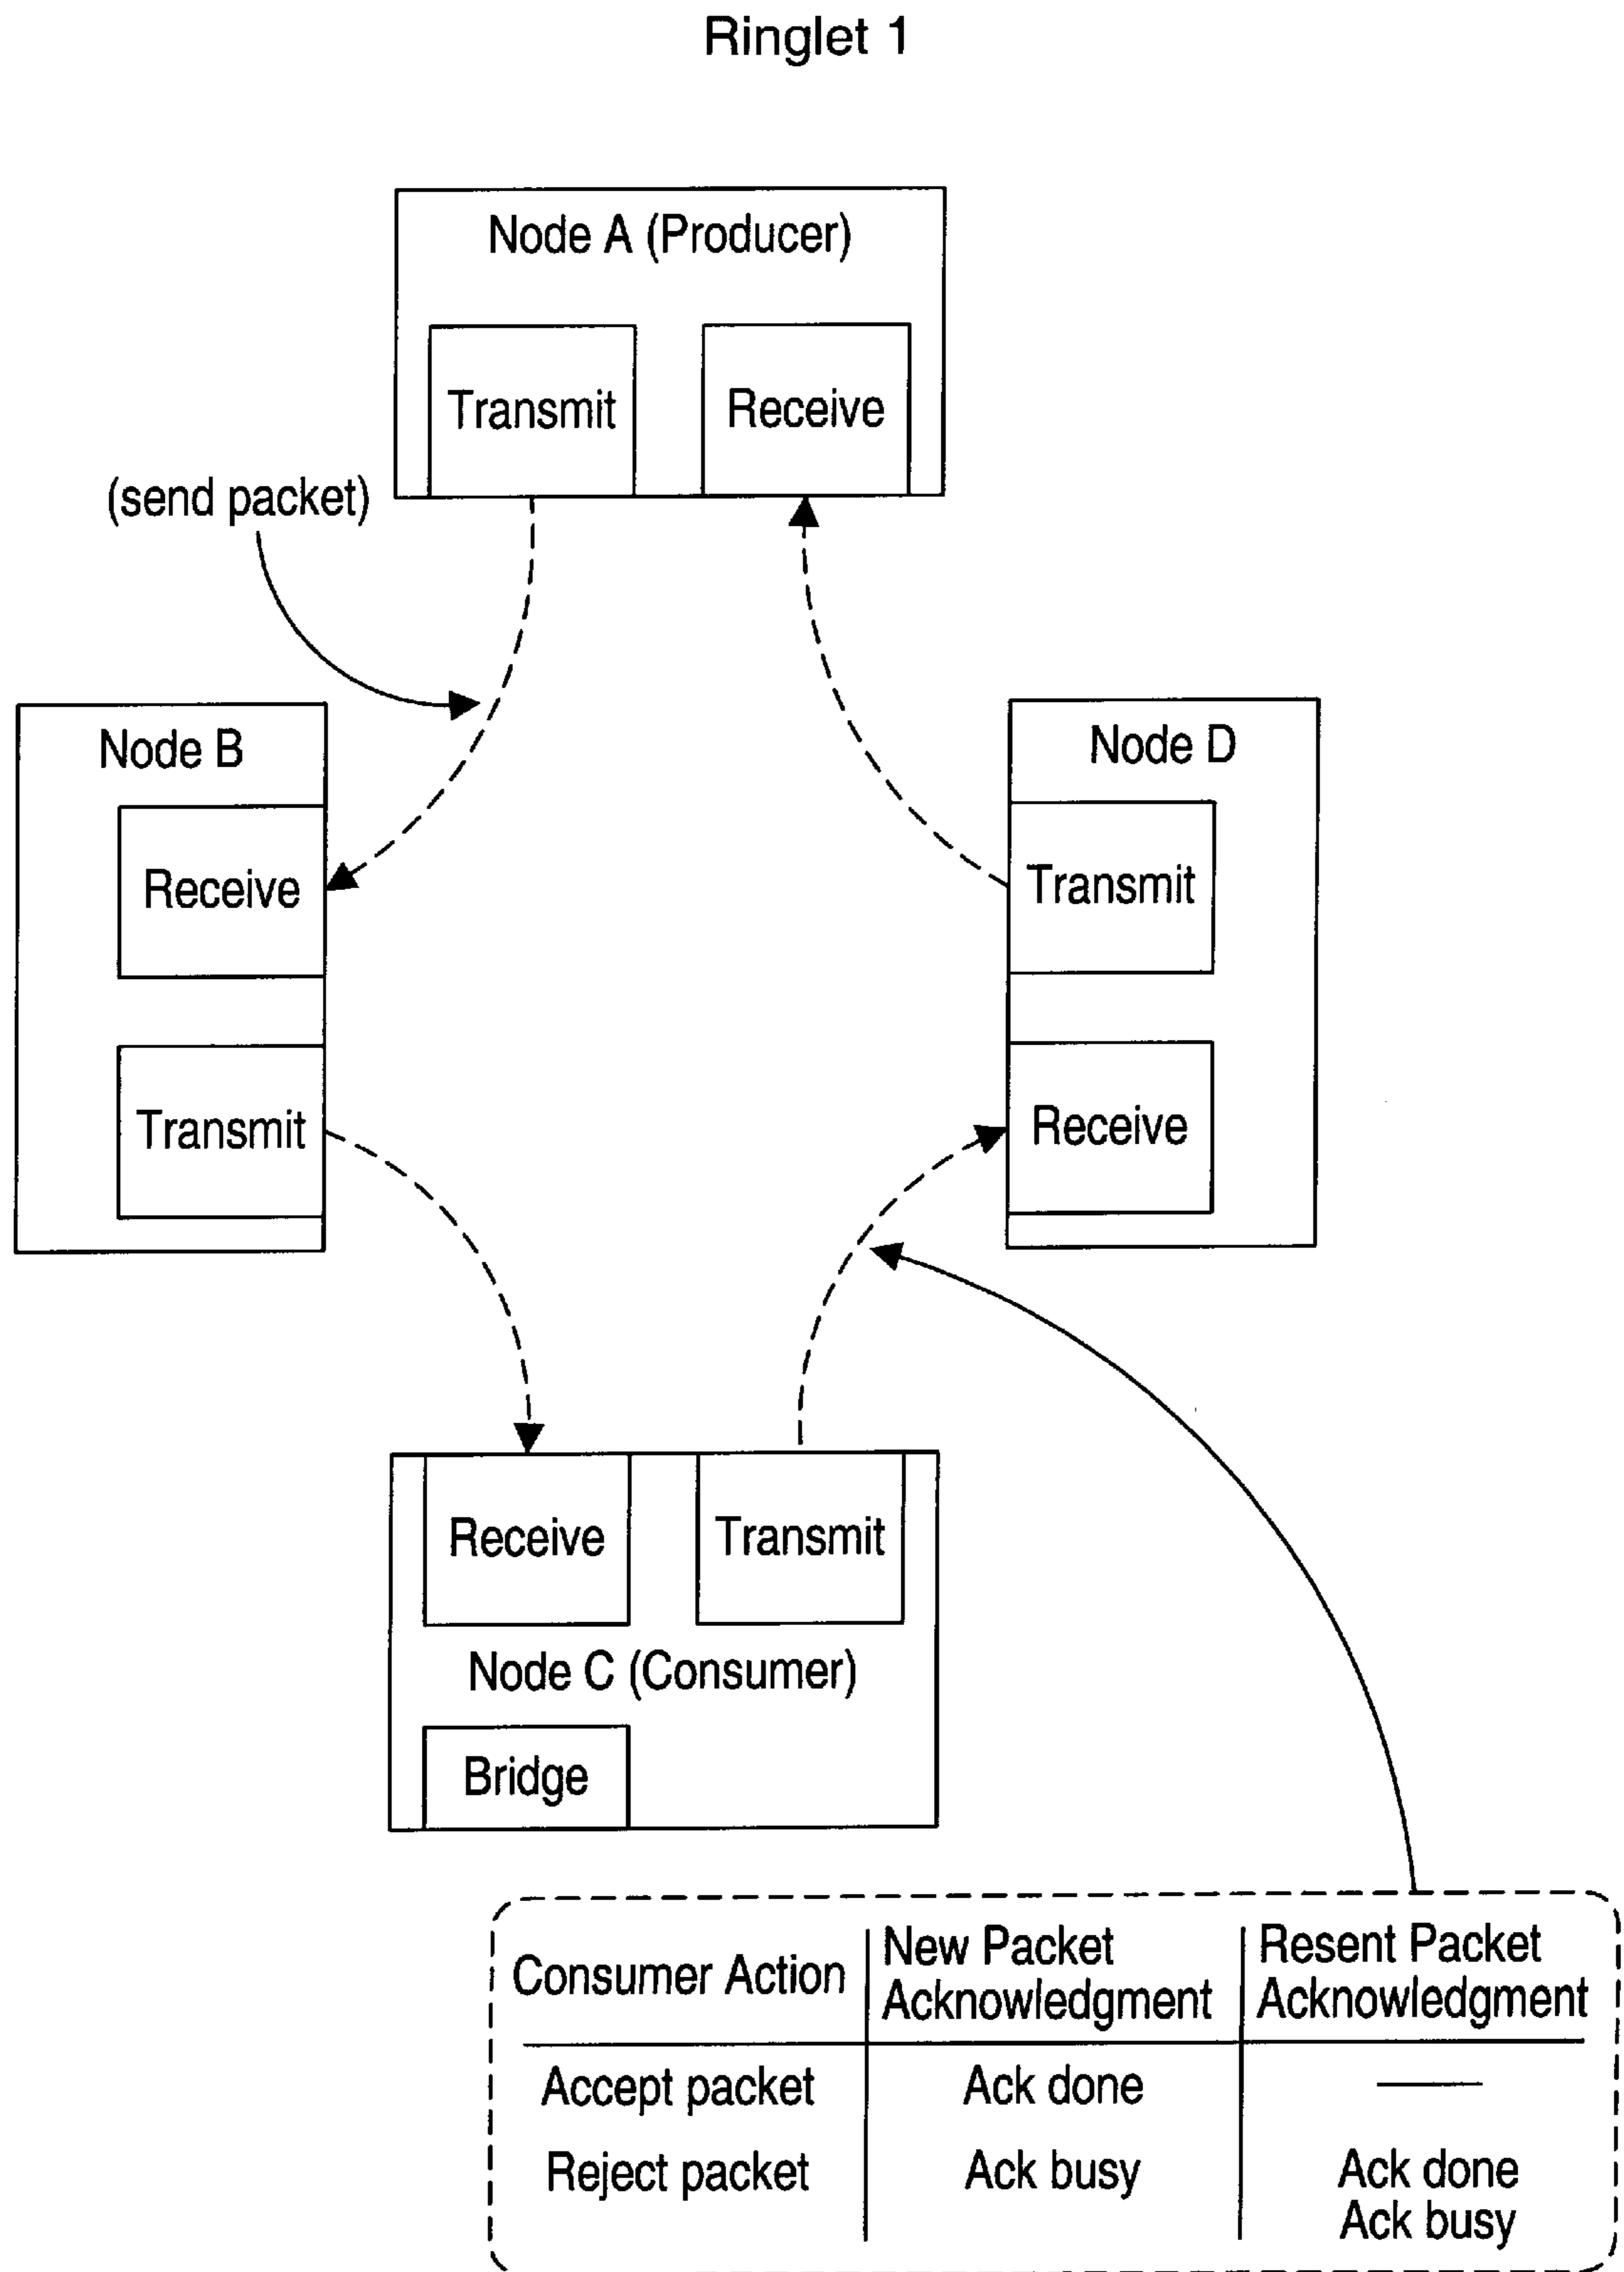 Ringlet 1
Node A (Producer)
Transmit
Receive
(send packet)
Node B
Receive
Transmit
Node D
Transmit
Receive
Receive
Transmit
Node C (Consumer)
Bridge
Consumer Action
New Packet
Acknowledgment
Resent Packet
Acknowledgment
Accept packet
Ack done
Reject packet
Ack busy
Ack done
Ack busy